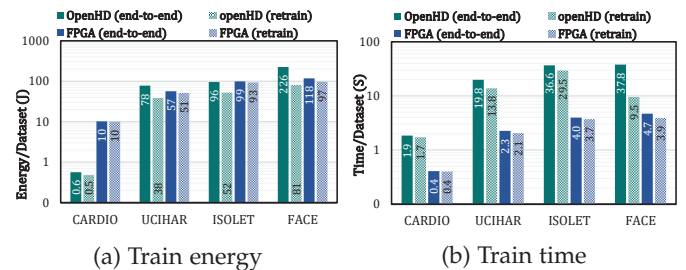 OpenHD (end-to-end) openHD (retrain)
FPGA (end-to-end) FPGA (retrain)
Energy/Dataset (J)
1000
100
10
1
0
0.6 0.5 10 10
78 38 57 51
96 52 99 93
226 81 118 97
CARDIO UCIHAR ISOLET FACE
(a) Train energy
OpenHD (end-to-end) openHD (retrain)
FPGA (end-to-end) FPGA (retrain)
Time/Dataset (S)
100
10
1
0
1.9 1.7 0.4 0.4
19.8 13.8 2.3 2.1
36.6 29.5 4.0 3.7
37.8 9.5 4.7 3.9
CARDIO UCIHAR ISOLET FACE
(b) Train time